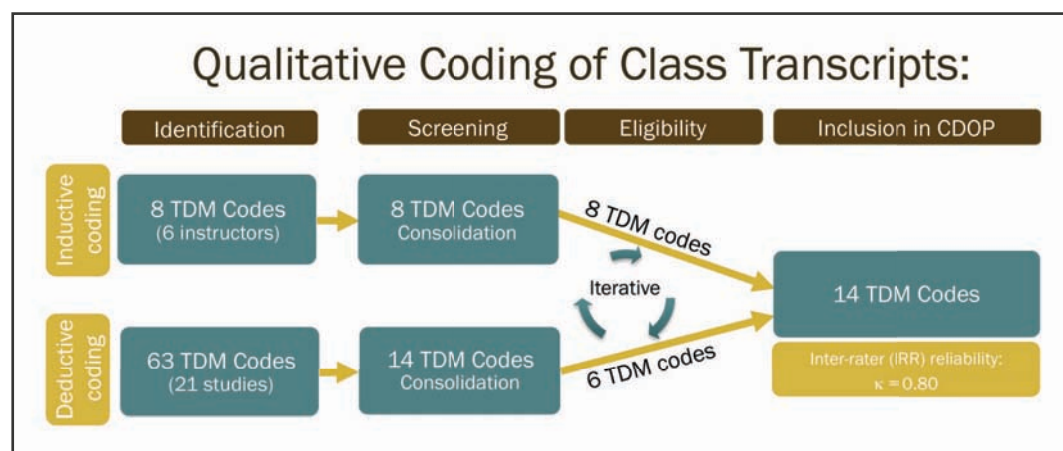 Qualitative Coding of Class Transcripts:
Identification
Screening
Eligibility
Inclusion in CDOP
Inductive
coding
8 TDM Codes
(6 instructors)
8 TDM Codes
Consolidation
8 TDM codes
Iterative
14 TDM Codes
Deductive
coding
63 TDM Codes
(21 studies)
14 TDM Codes
Consolidation
6 TDM codes
Inter-rater (IRR) reliability:
κ = 0.80